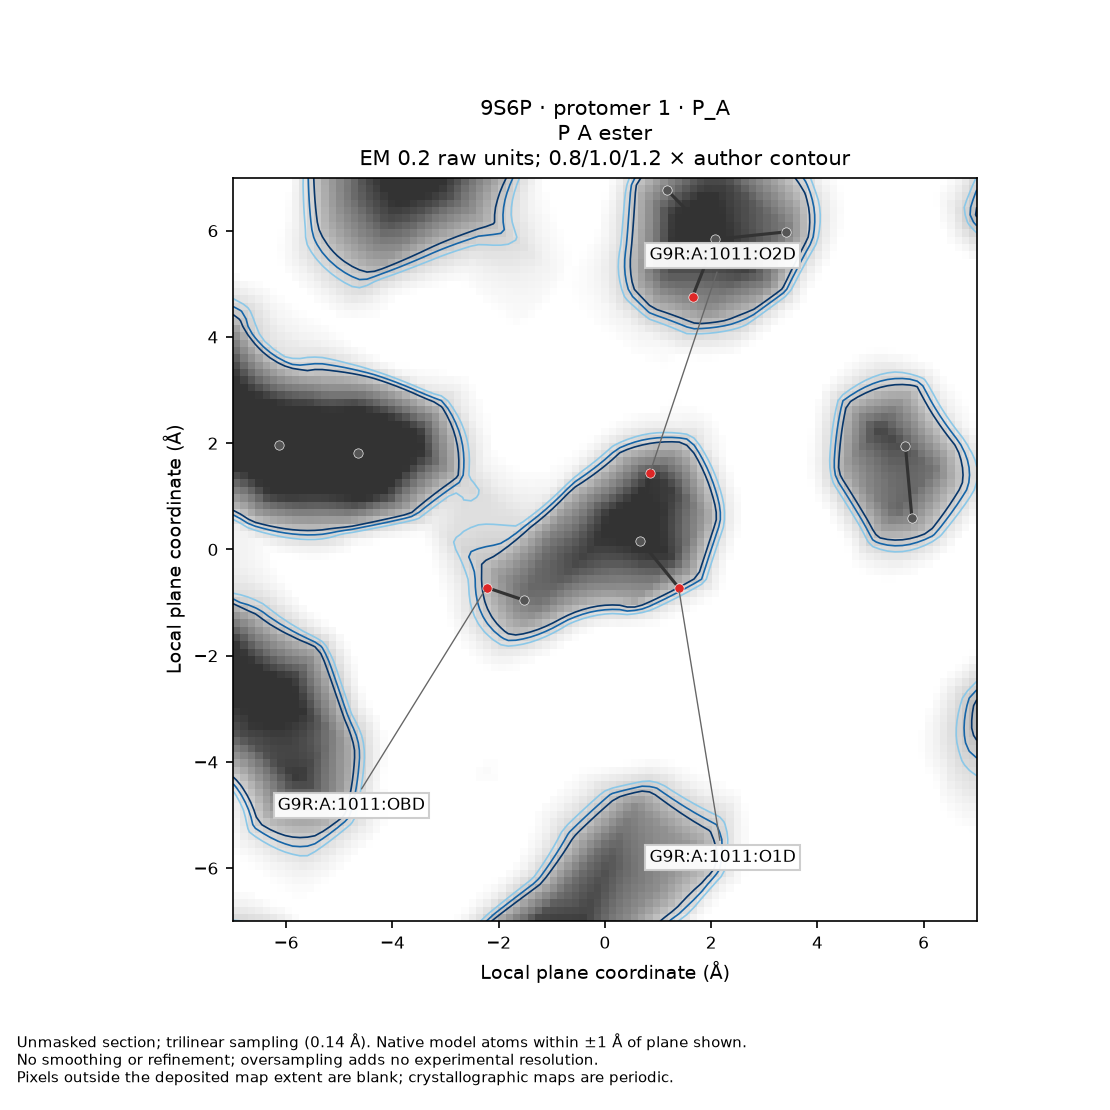 9S6P · protomer 1 · P_A
P A ester
EM 0.2 raw units; 0.8/1.0/1.2 × author contour
6
4
2
0
−2
−4
−6
Local plane coordinate (Å)
G9R:A:1011:O2D
G9R:A:1011:OBD
G9R:A:1011:O1D
−6 −4 −2 0 2 4 6
Local plane coordinate (Å)
Unmasked section; trilinear sampling (0.14 Å). Native model atoms within ±1 Å of plane shown.
No smoothing or refinement; oversampling adds no experimental resolution.
Pixels outside the deposited map extent are blank; crystallographic maps are periodic.